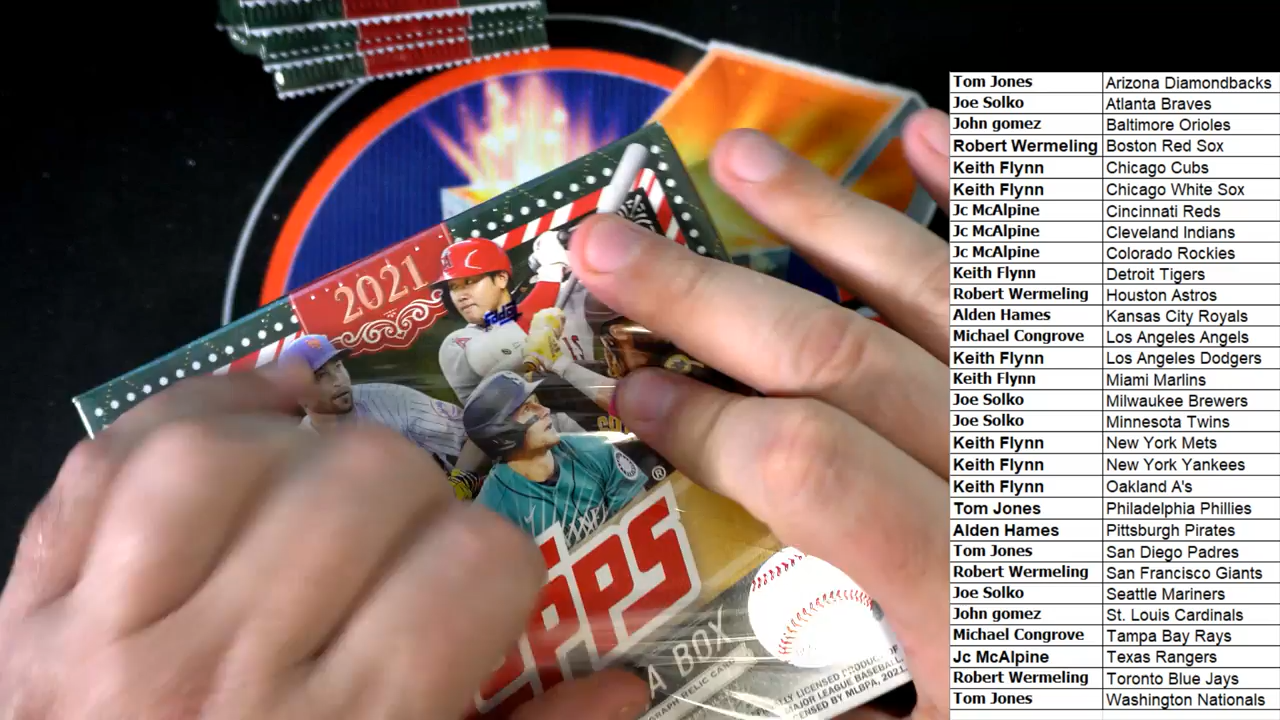 2021
TOPPS
®
A BOX
Tom Jones Arizona Diamondbacks
Joe Solko Atlanta Braves
John gomez Baltimore Orioles
Robert Wermeling Boston Red Sox
Keith Flynn Chicago Cubs
Keith Flynn Chicago White Sox
Jc McAlpine Cincinnati Reds
Jc McAlpine Cleveland Indians
Jc McAlpine Colorado Rockies
Keith Flynn Detroit Tigers
Robert Wermeling Houston Astros
Alden Hames Kansas City Royals
Michael Congrove Los Angeles Angels
Keith Flynn Los Angeles Dodgers
Keith Flynn Miami Marlins
Joe Solko Milwaukee Brewers
Joe Solko Minnesota Twins
Keith Flynn New York Mets
Keith Flynn New York Yankees
Keith Flynn Oakland A's
Tom Jones Philadelphia Phillies
Alden Hames Pittsburgh Pirates
Tom Jones San Diego Padres
Robert Wermeling San Francisco Giants
Joe Solko Seattle Mariners
John gomez St. Louis Cardinals
Michael Congrove Tampa Bay Rays
Jc McAlpine Texas Rangers
Robert Wermeling Toronto Blue Jays
Tom Jones Washington Nationals